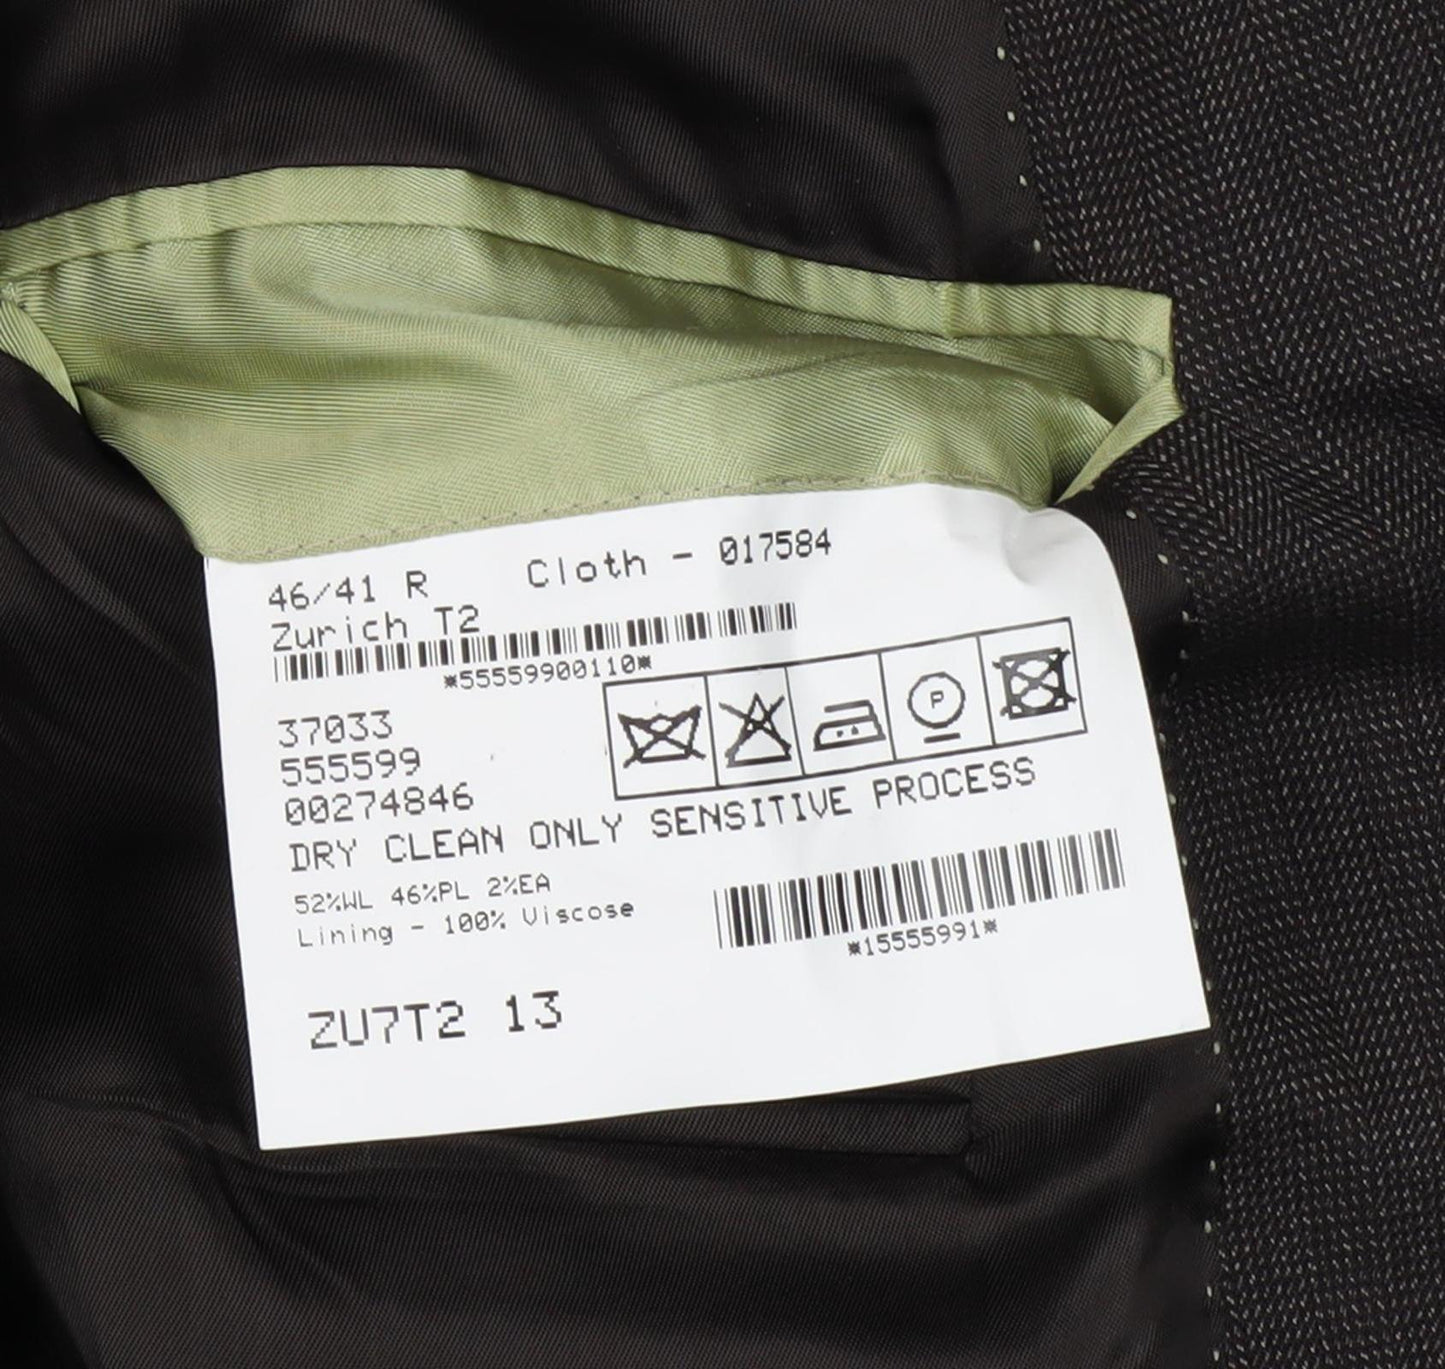 46/41 R Cloth - 017584
Zurich T2
*55559900110*
37033
555599
00274846
P
DRY CLEAN ONLY SENSITIVE PROCESS
52%WL 46%PL 2%EA
Lining - 100% Viscose
*15555991*
ZU7T2 13